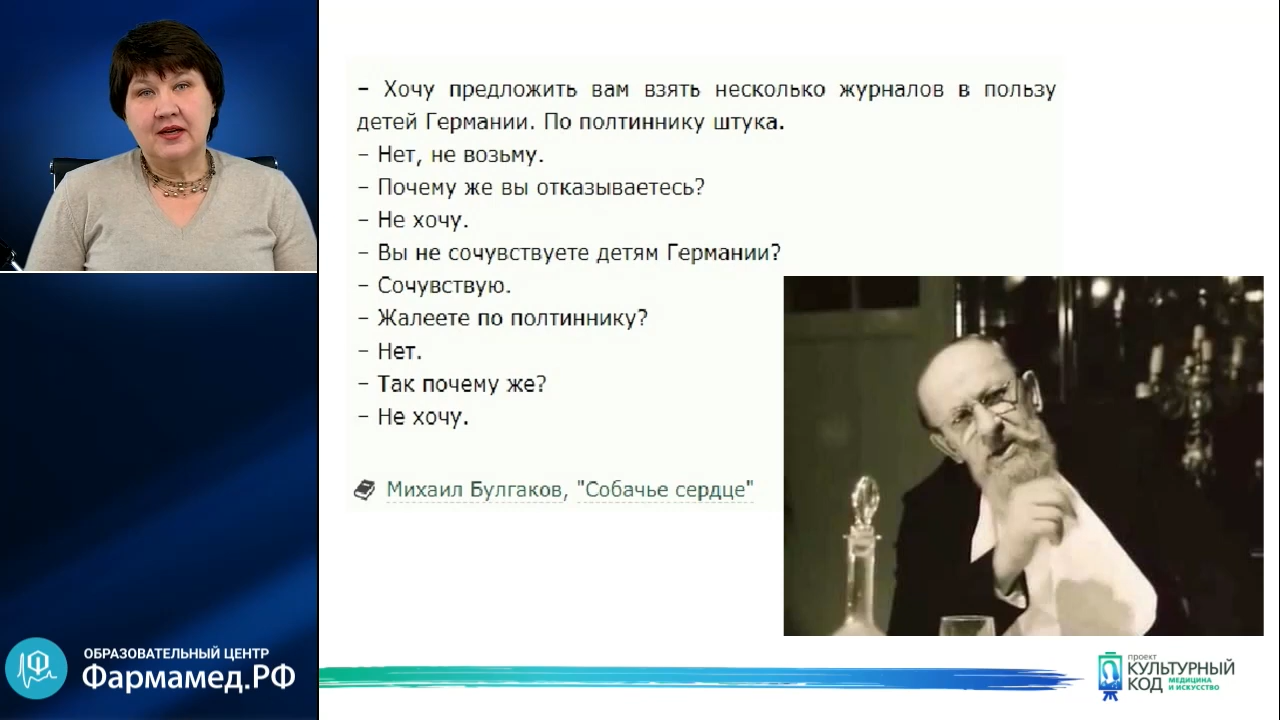 – Хочу предложить вам взять несколько журналов в пользу
детей Германии. По полтиннику штука.
– Нет, не возьму.
– Почему же вы отказываетесь?
– Не хочу.
– Вы не сочувствуете детям Германии?
– Сочувствую.
– Жалеете по полтиннику?
– Нет.
– Так почему же?
– Не хочу.
Михаил Булгаков, "Собачье сердце"
ОБРАЗОВАТЕЛЬНЫЙ ЦЕНТР
Фармамед.РФ
проект
КУЛЬТУРНЫЙ
КОД МЕДИЦИНА
И ИСКУССТВО